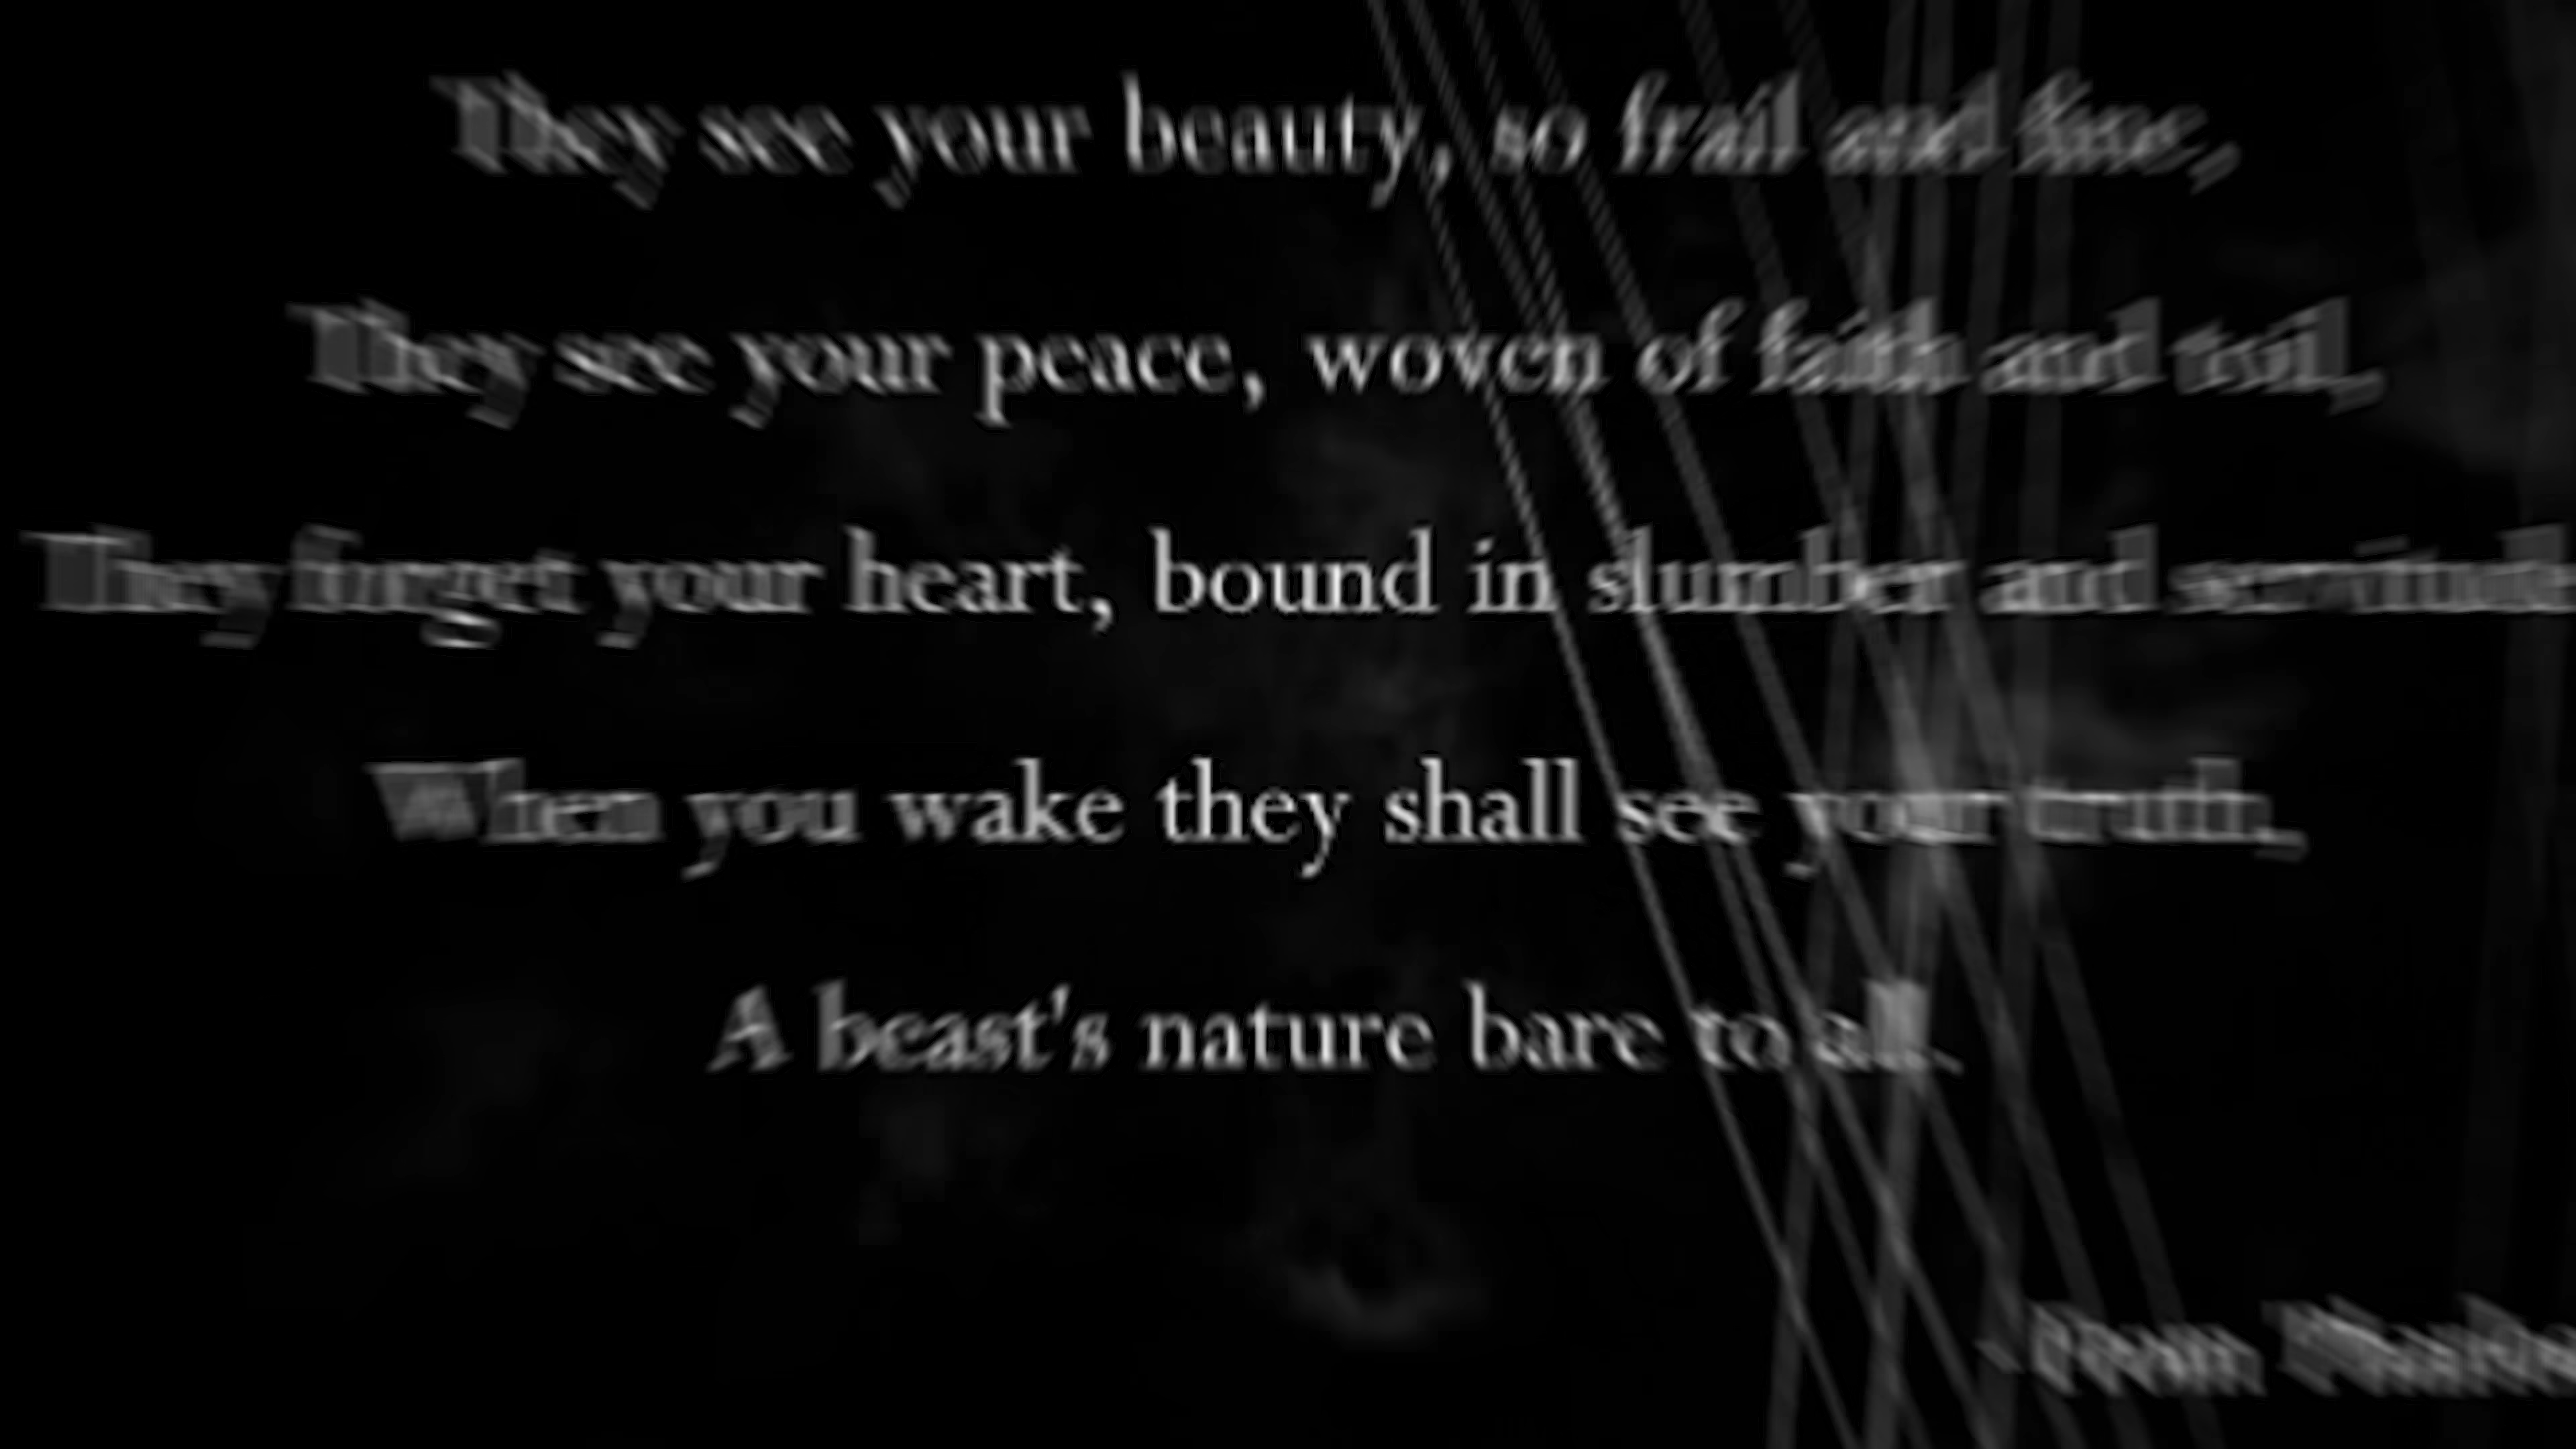 They see your beauty, so frail and fine,
They see your peace, woven of faith and toil,
They forget your heart, bound in slumber and
When you wake they shall see your truth,
A beast's nature bare to all.